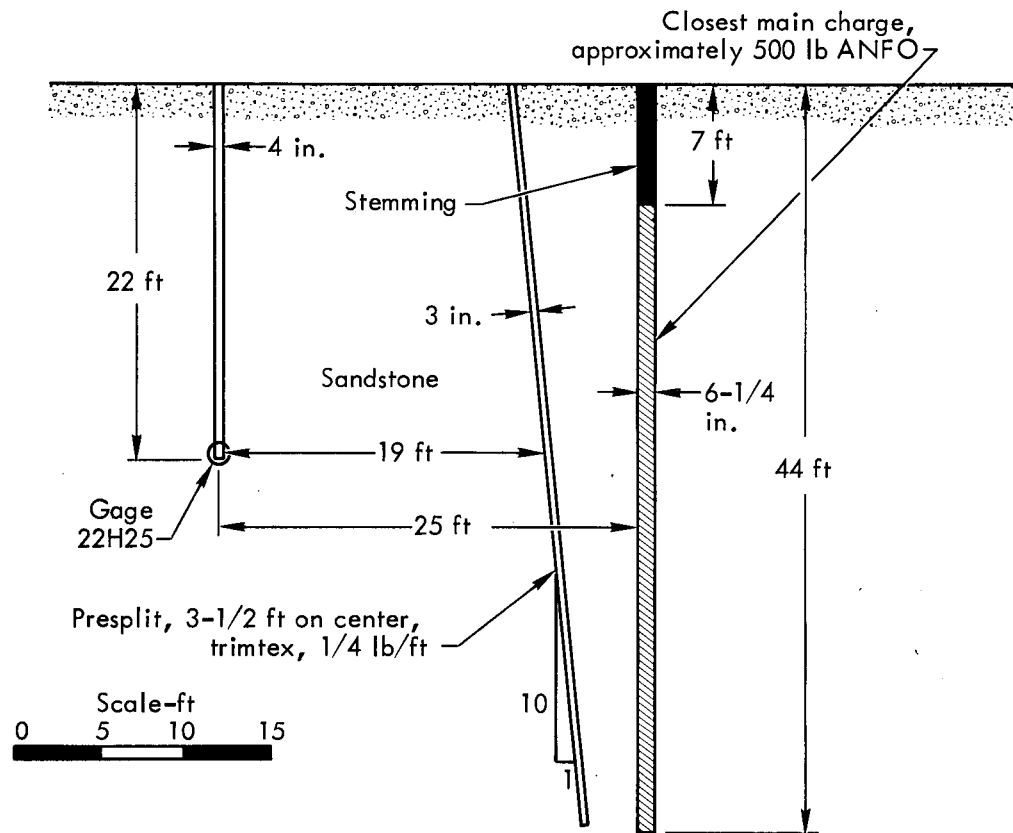 Closest main charge,
approximately 500 lb ANFO
7 ft
4 in.
Stemming
22 ft
3 in.
Sandstone
6-1/4
in.
19 ft
44 ft
Gage
22H25
25 ft
Presplit, 3-1/2 ft on center,
trimtex, 1/4 lb/ft
10
1
Scale-ft
0 5 10 15